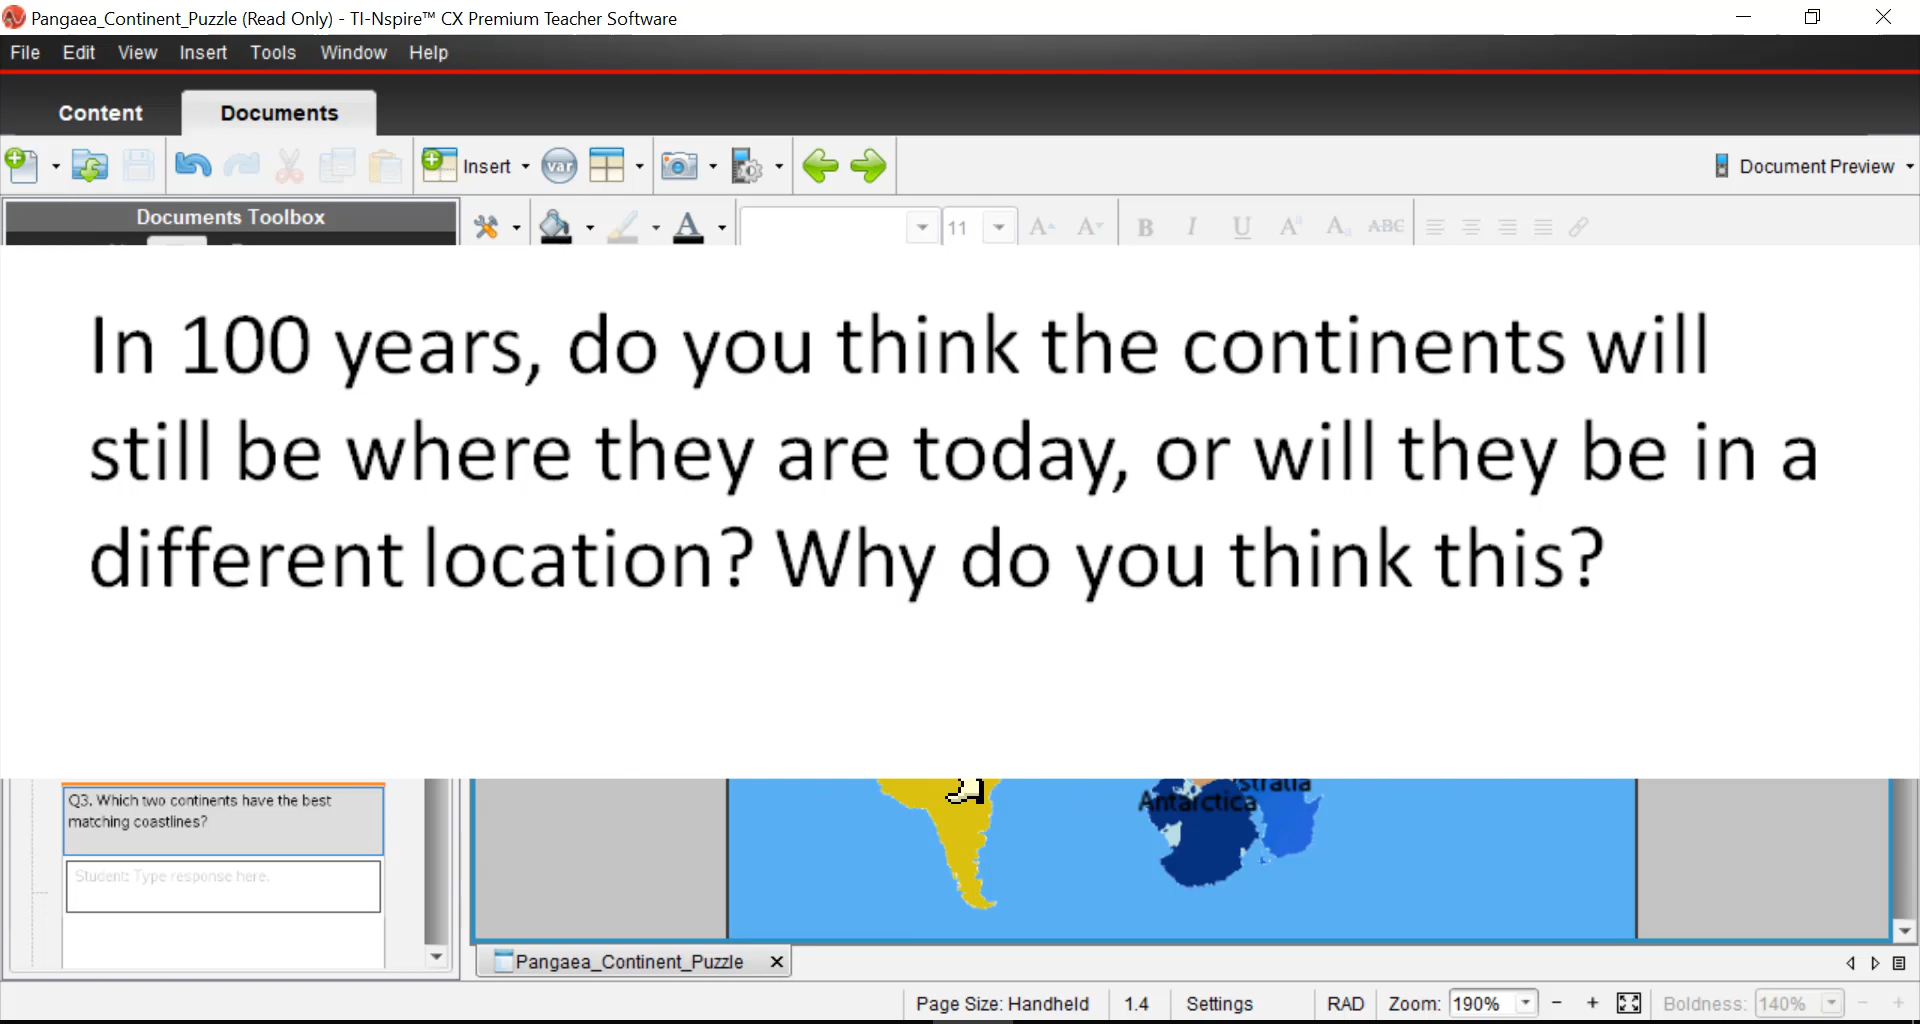 Pangaea_Continent_Puzzle (Read Only) - TI-Nspire™ CX Premium Teacher Software
File Edit View Insert Tools Window Help
Content Documents
Insert var Document Preview
Documents Toolbox
A 11 A A B I U A A ABC
In 100 years, do you think the continents will
still be where they are today, or will they be in a
different location? Why do you think this?
Q3. Which two continents have the best
matching coastlines?
Student: Type response here.
Antarctica
Pangaea_Continent_Puzzle
Page Size: Handheld 1.4 Settings RAD Zoom: 190% - + Boldness: 140% - +